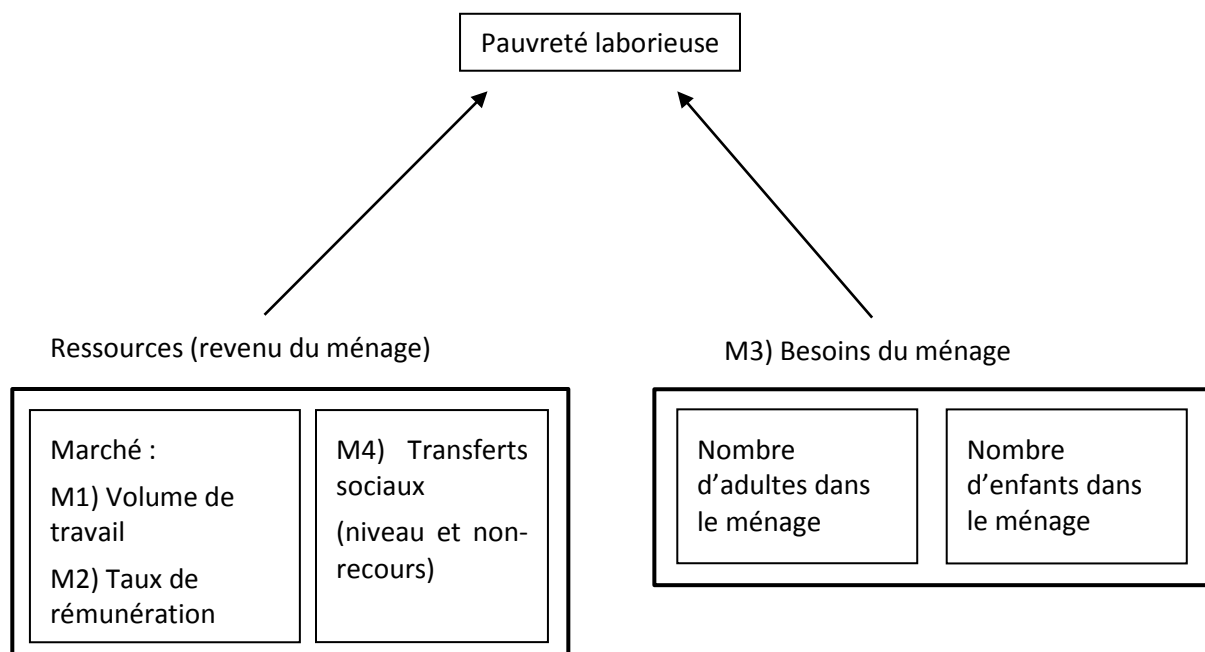 Pauvreté laborieuse
Ressources (revenu du ménage)
M3) Besoins du ménage
Marché :
M1) Volume de
travail
M2) Taux de
rémunération
M4) Transferts
sociaux
(niveau et non-
recours)
Nombre
d’adultes dans
le ménage
Nombre
d’enfants dans
le ménage